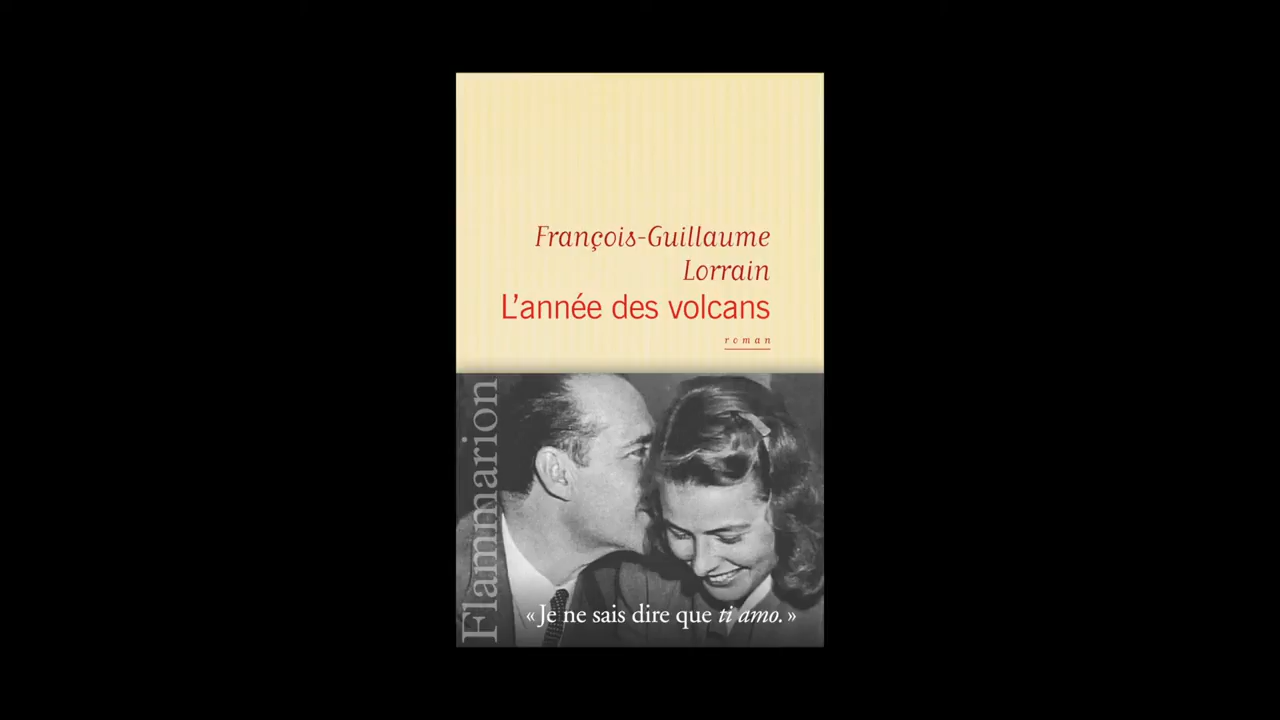 François-Guillaume
Lorrain
L'année des volcans
roman
Flammarion
« Je ne sais dire que ti amo. »